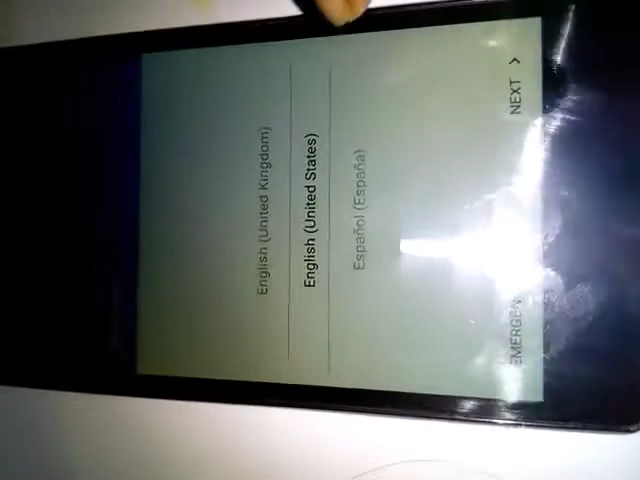 English (United Kingdom)
English (United States)
Español (España)
NEXT >